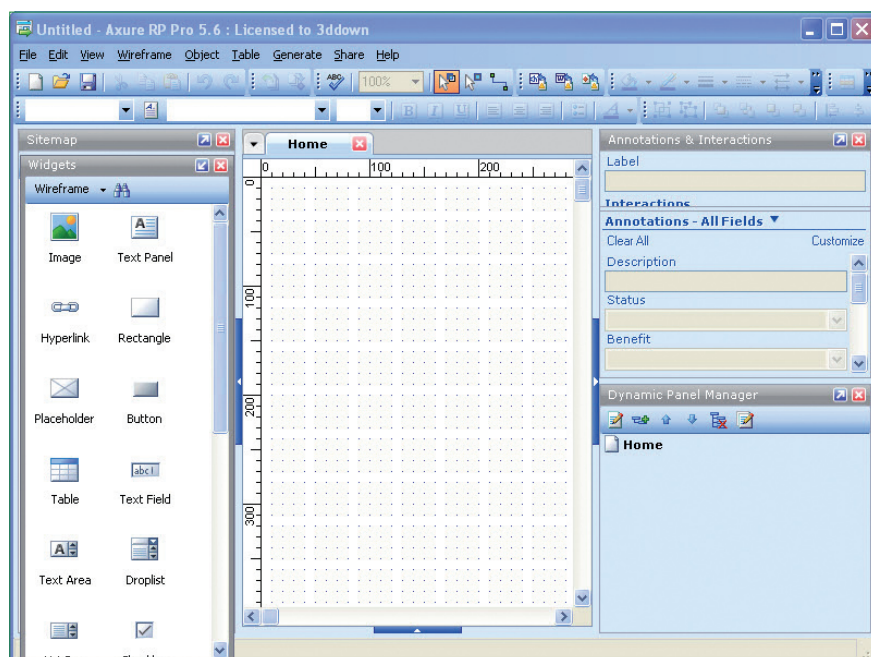 Untitled - Axure RP Pro 5.6 : Licensed to 3ddown
File Edit View Wireframe Object Table Generate Share Help
100%
B I U
Sitemap
Widgets
Wireframe
Image Text Panel
Hyperlink Rectangle
Placeholder Button
Table abc I Text Field
Text Area Droplist
Home
0 100 200
0
100
200
300
Annotations & Interactions
Label
Interactions
Annotations - All Fields
Clear All Customize
Description
Status
Benefit
Dynamic Panel Manager
Home